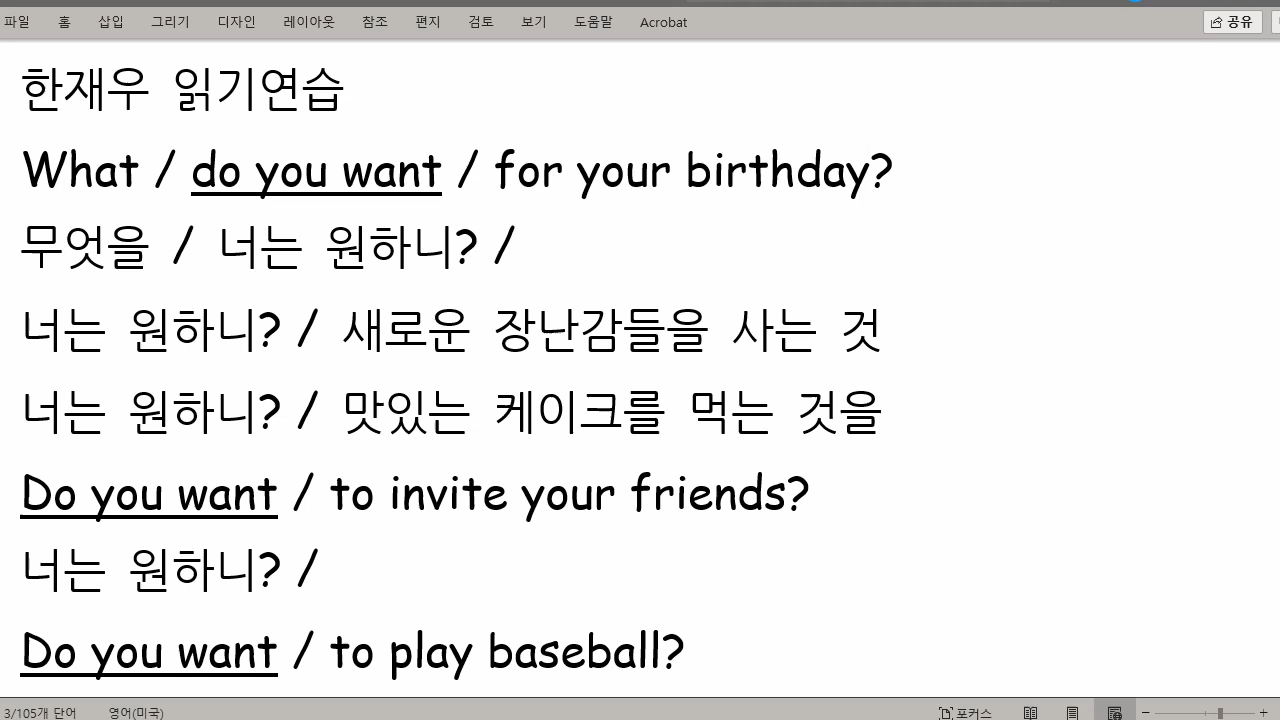 파일 홈 삽입 그리기 디자인 레이아웃 참조 편지 검토 보기 도움말 Acrobat 공유
한재우 읽기연습
What / do you want / for your birthday?
무엇을 / 너는 원하니? /
너는 원하니? / 새로운 장난감들을 사는 것
너는 원하니? / 맛있는 케이크를 먹는 것을
Do you want / to invite your friends?
너는 원하니? /
Do you want / to play baseball?
3/105개 단어 영어(미국) 포커스